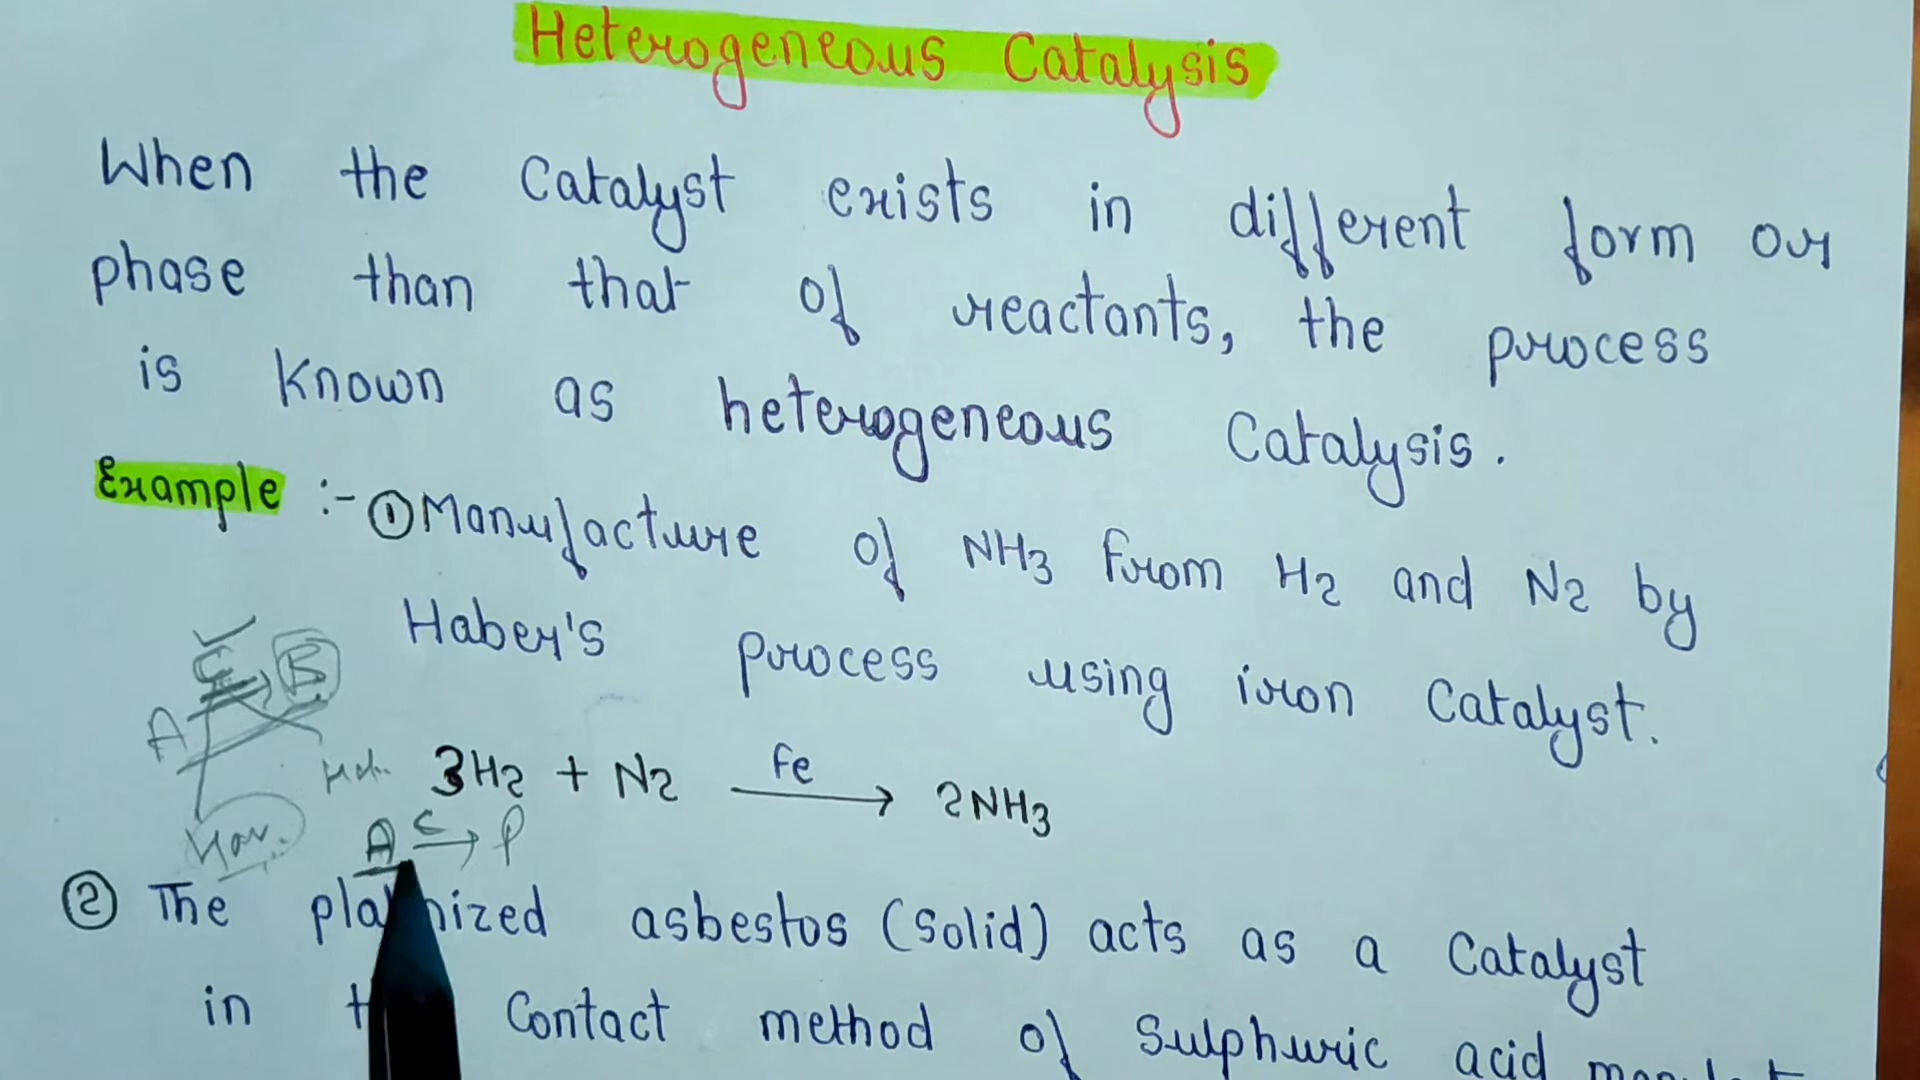 Heterogeneous Catalysis
When the Catalyst exists in different form or
phase than that of reactants, the process
is known as heterogeneous Catalysis.
Example :- ① Manufacture of NH3 from H2 and N2 by
Haber's process using iron Catalyst.
C B
A
3H2 + N2 Fe → 2NH3
A C → P
② The asbestos (Solid) acts as a Catalyst
in Contact method of Sulphuric acid